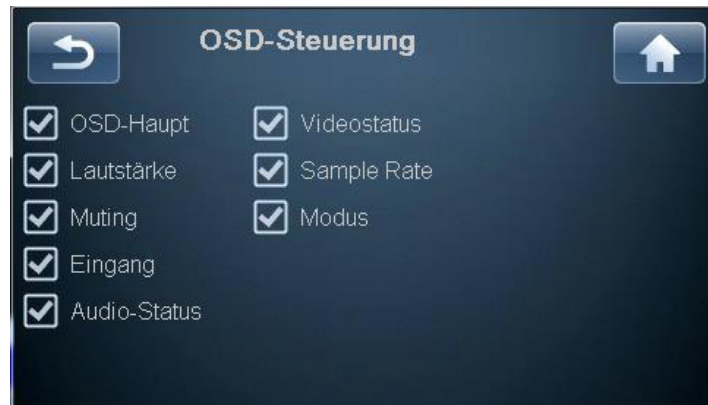 OSD-Steuerung
OSD-Haupt
Lautstärke
Muting
Eingang
Audio-Status
Videostatus
Sample Rate
Modus